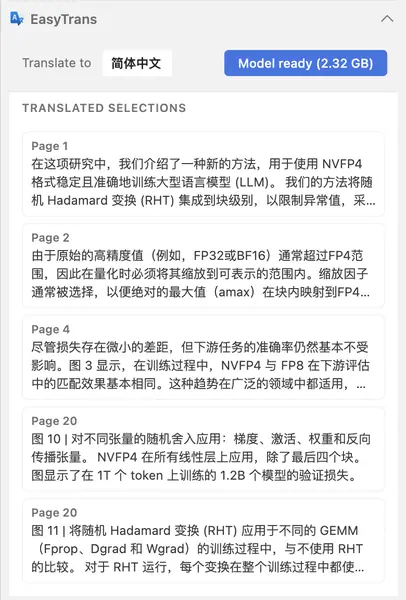 EasyTrans
Translate to 简体中文 Model ready (2.32 GB)
TRANSLATED SELECTIONS
Page 1
在这项研究中，我们介绍了一种新的方法，用于使用 NVFP4
格式稳定且准确地训练大型语言模型 (LLM)。 我们的方法将随
机 Hadamard 变换 (RHT) 集成到块级别，以限制异常值，采...
Page 2
由于原始的高精度值（例如，FP32或BF16）通常超过FP4范
围，因此在量化时必须将其缩放到可表示的范围内。缩放因子
通常被选择，以便绝对的最大值（amax）在块内映射到FP4...
Page 4
尽管损失存在微小的差距，但下游任务的准确率仍然基本不受
影响。图 3 显示，在训练过程中，NVFP4 与 FP8 在下游评估
中的匹配效果基本相同。这种趋势在广泛的领域中都适用，...
Page 20
图 10 | 对不同张量的随机舍入应用：梯度、激活、权重和反向
传播张量。 NVFP4 在所有线性层上应用，除了最后四个块。
图显示了在 1T 个 token 上训练的 1.2B 个模型的验证损失。
Page 20
图 11 | 将随机 Hadamard 变换 (RHT) 应用于不同的 GEMM
（Fprop、Dgrad 和 Wgrad）的训练过程中，与不使用 RHT
的比较。 对于 RHT 运行，每个变换在整个训练过程中都使...